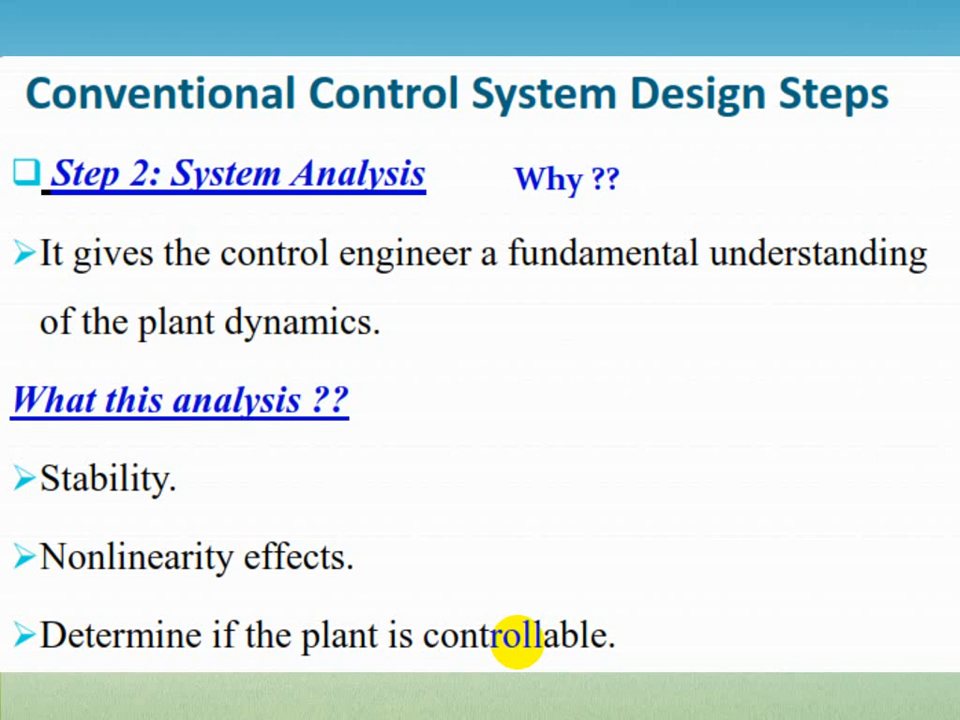 Conventional Control System Design Steps
Step 2: System Analysis Why ??
It gives the control engineer a fundamental understanding
of the plant dynamics.
What this analysis ??
Stability.
Nonlinearity effects.
Determine if the plant is controllable.